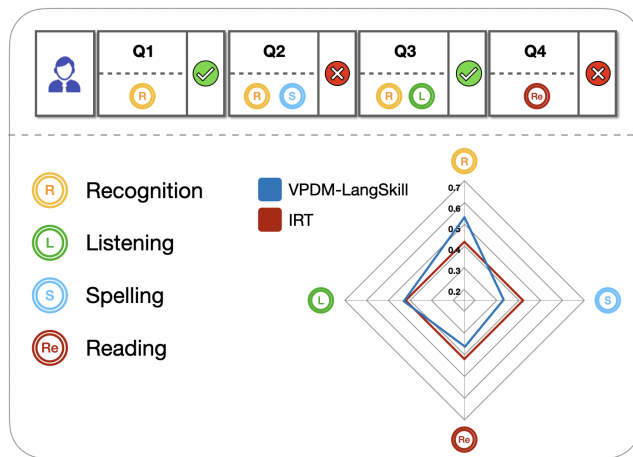 Q1 Q2 Q3 Q4
R R S R L Re
R Recognition
L Listening
S Spelling
Re Reading
VPDM-LangSkill
IRT
R
0.7
0.6
0.5
0.4
0.3
0.2
L S
Re